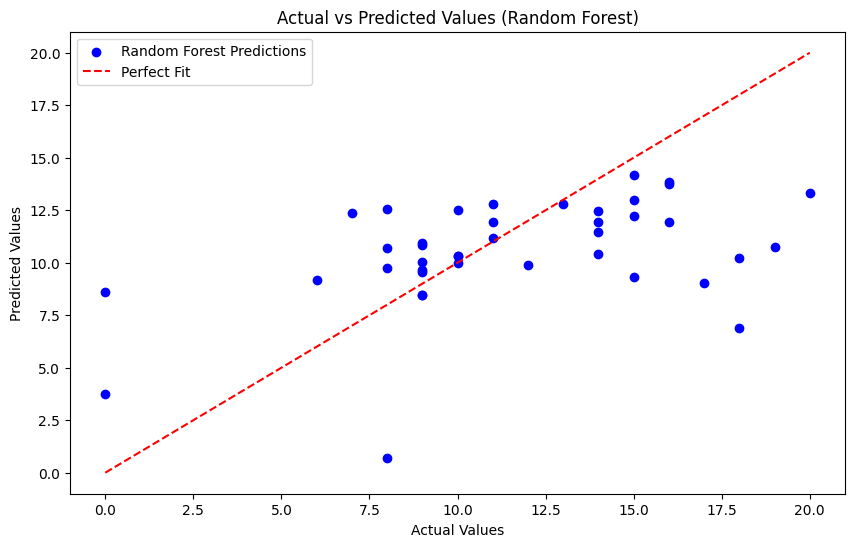 Actual vs Predicted Values (Random Forest)
Random Forest Predictions
Perfect Fit
Predicted Values
20.0
17.5
15.0
12.5
10.0
7.5
5.0
2.5
0.0
0.0 2.5 5.0 7.5 10.0 12.5 15.0 17.5 20.0
Actual Values